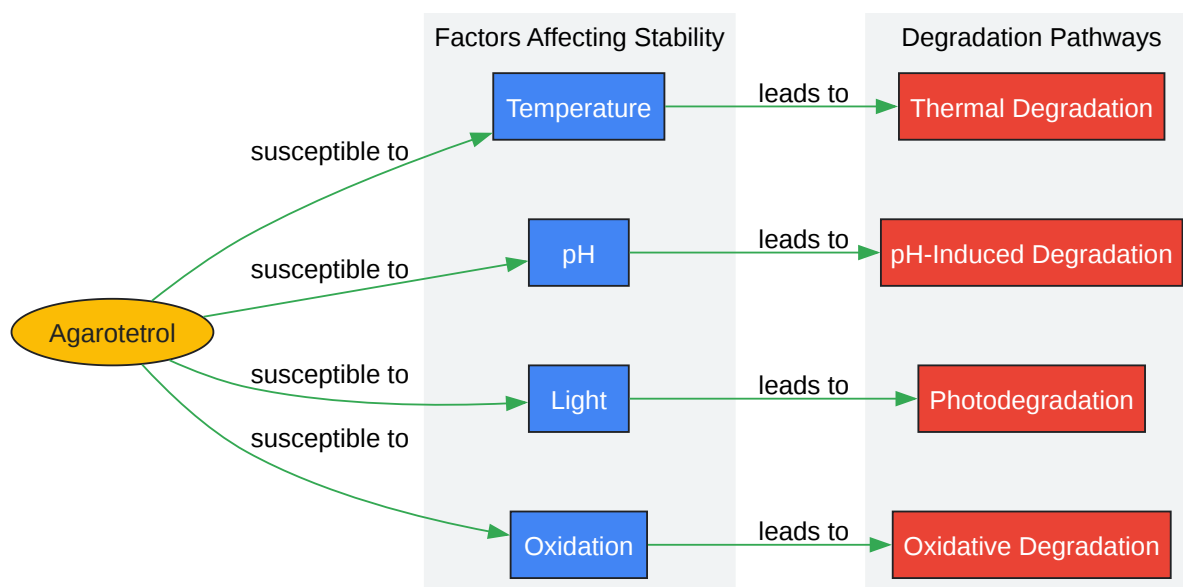 Factors Affecting Stability
Degradation Pathways
susceptible to
Temperature
leads to
Thermal Degradation
susceptible to
pH
leads to
pH-Induced Degradation
Agarotetrol
susceptible to
Light
leads to
Photodegradation
susceptible to
Oxidation
leads to
Oxidative Degradation